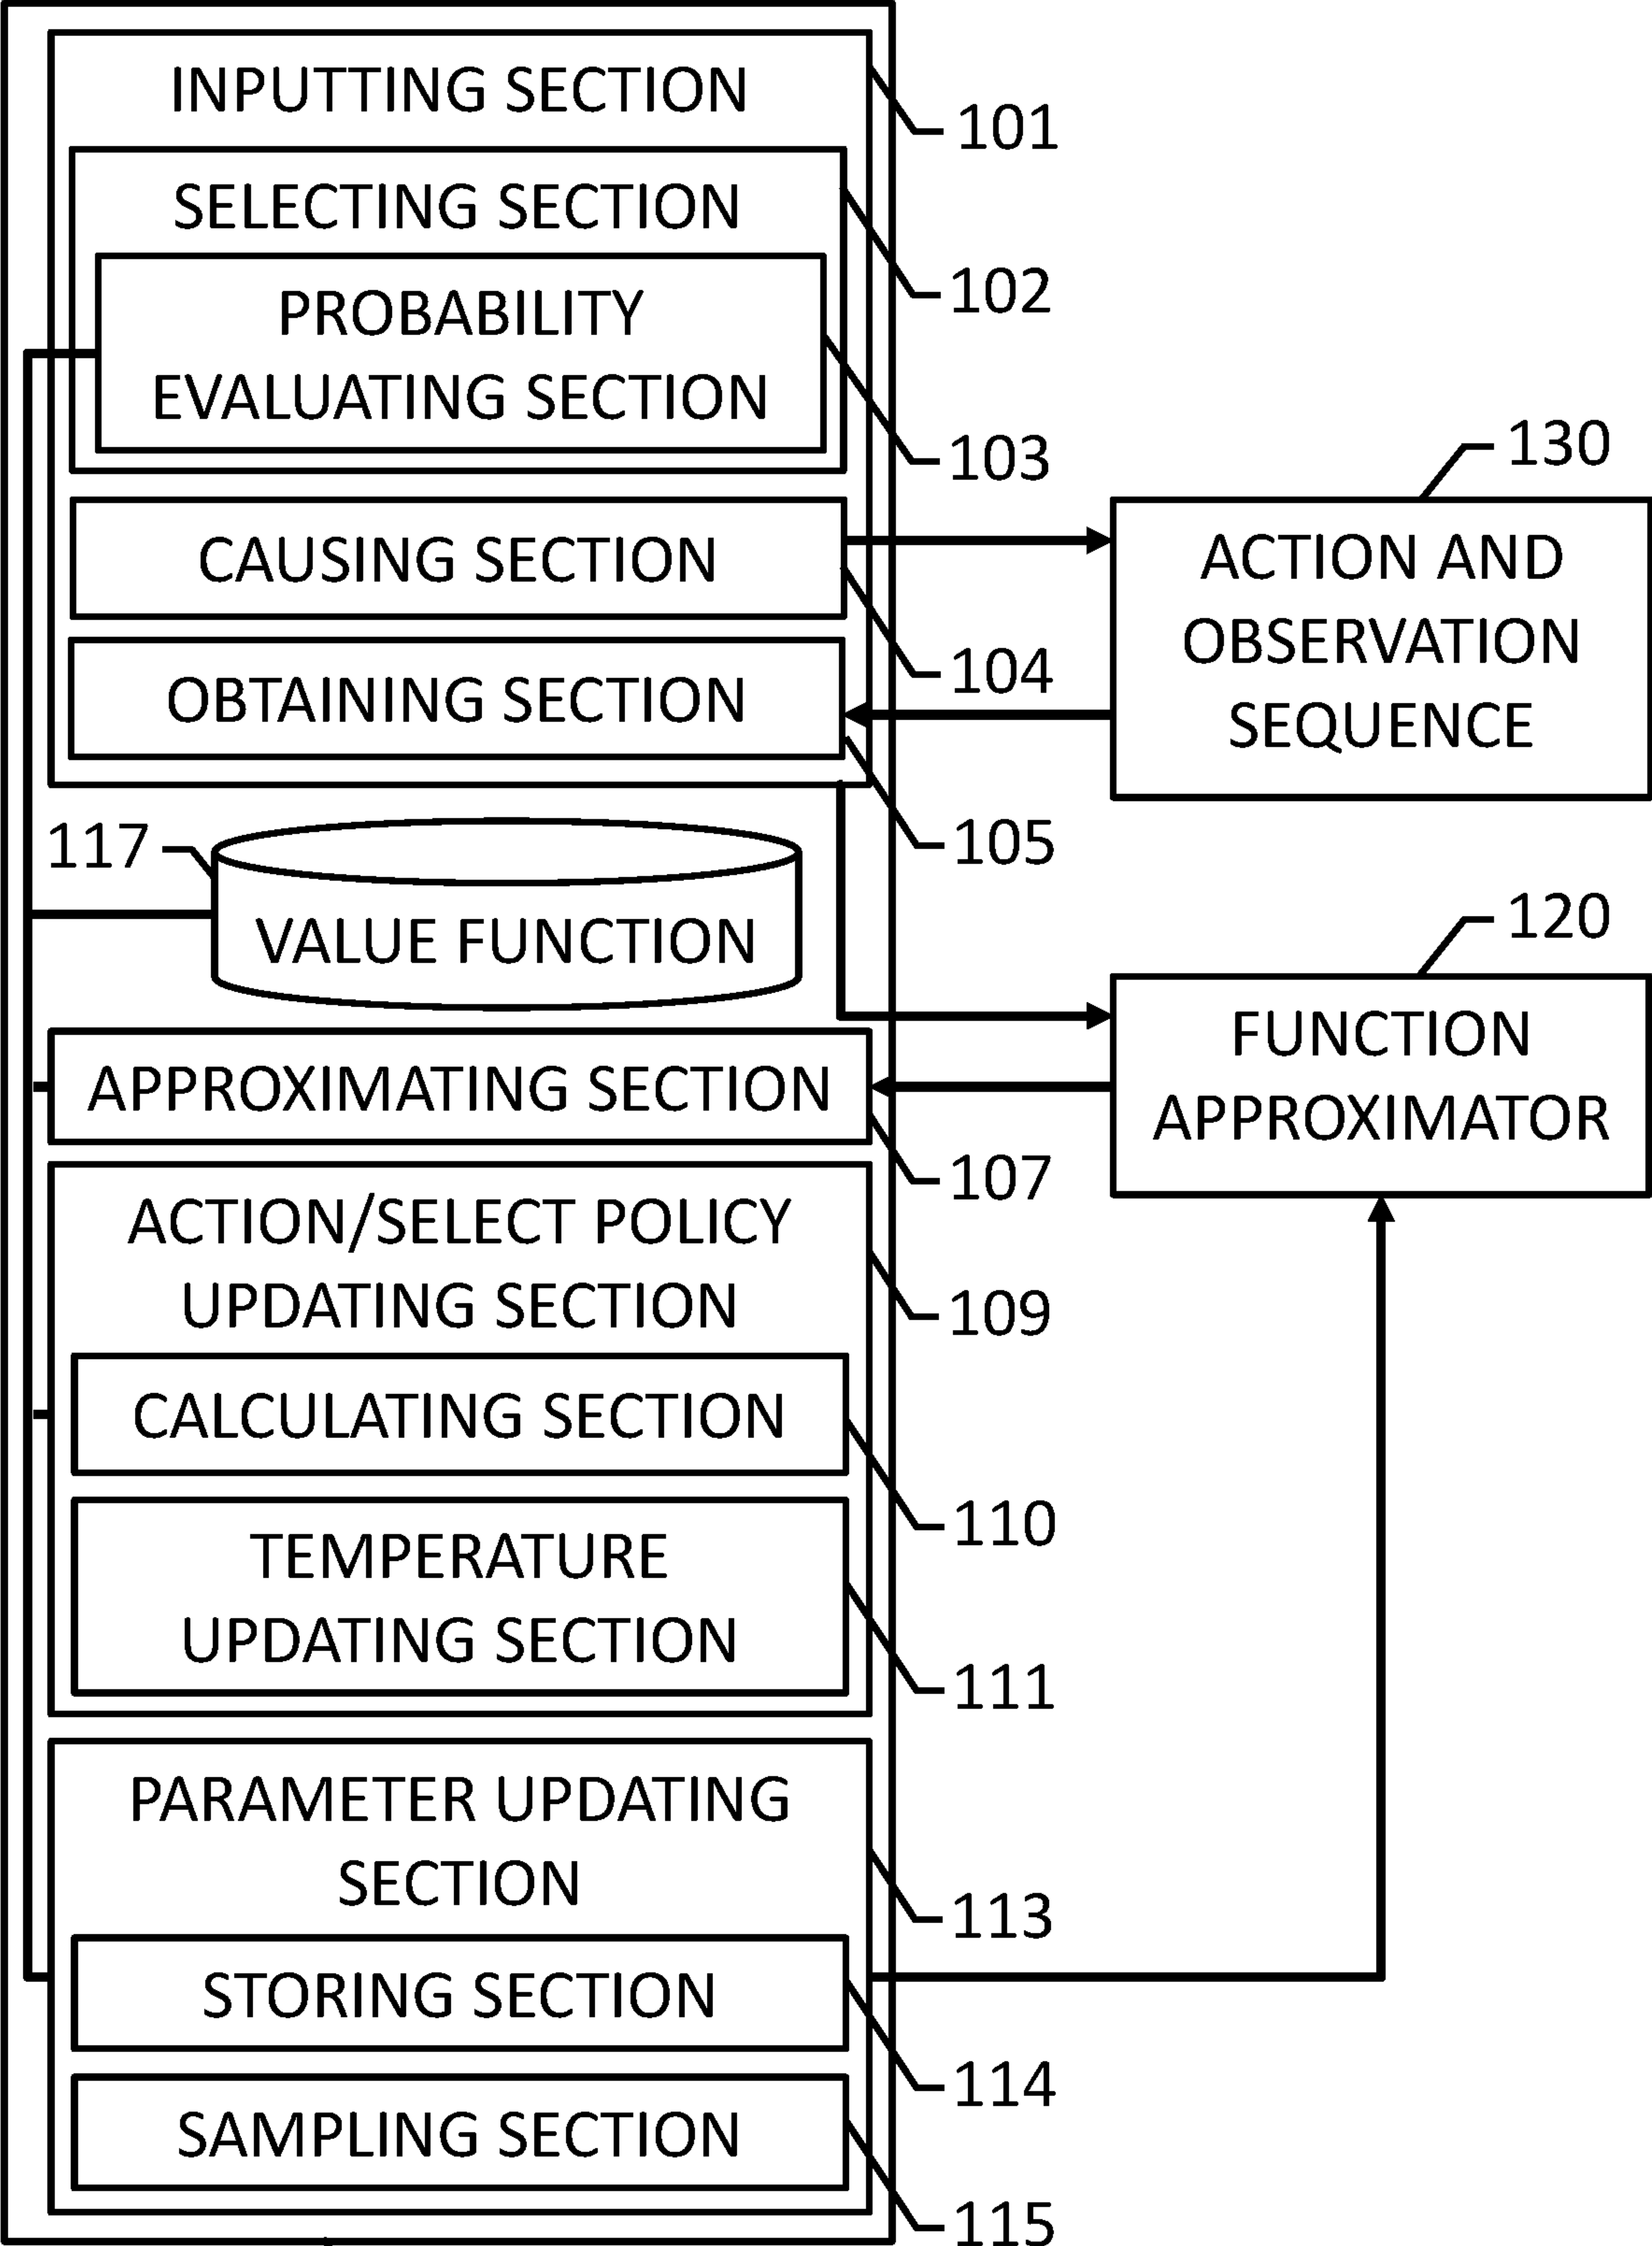 INPUTTING SECTION
101
SELECTING SECTION
102
PROBABILITY
EVALUATING SECTION
103
CAUSING SECTION
104
OBTAINING SECTION
105
130
ACTION AND
OBSERVATION
SEQUENCE
117
VALUE FUNCTION
120
FUNCTION
APPROXIMATOR
APPROXIMATING SECTION
107
ACTION/SELECT POLICY
UPDATING SECTION
109
CALCULATING SECTION
110
TEMPERATURE
UPDATING SECTION
111
PARAMETER UPDATING
SECTION
113
STORING SECTION
114
SAMPLING SECTION
115